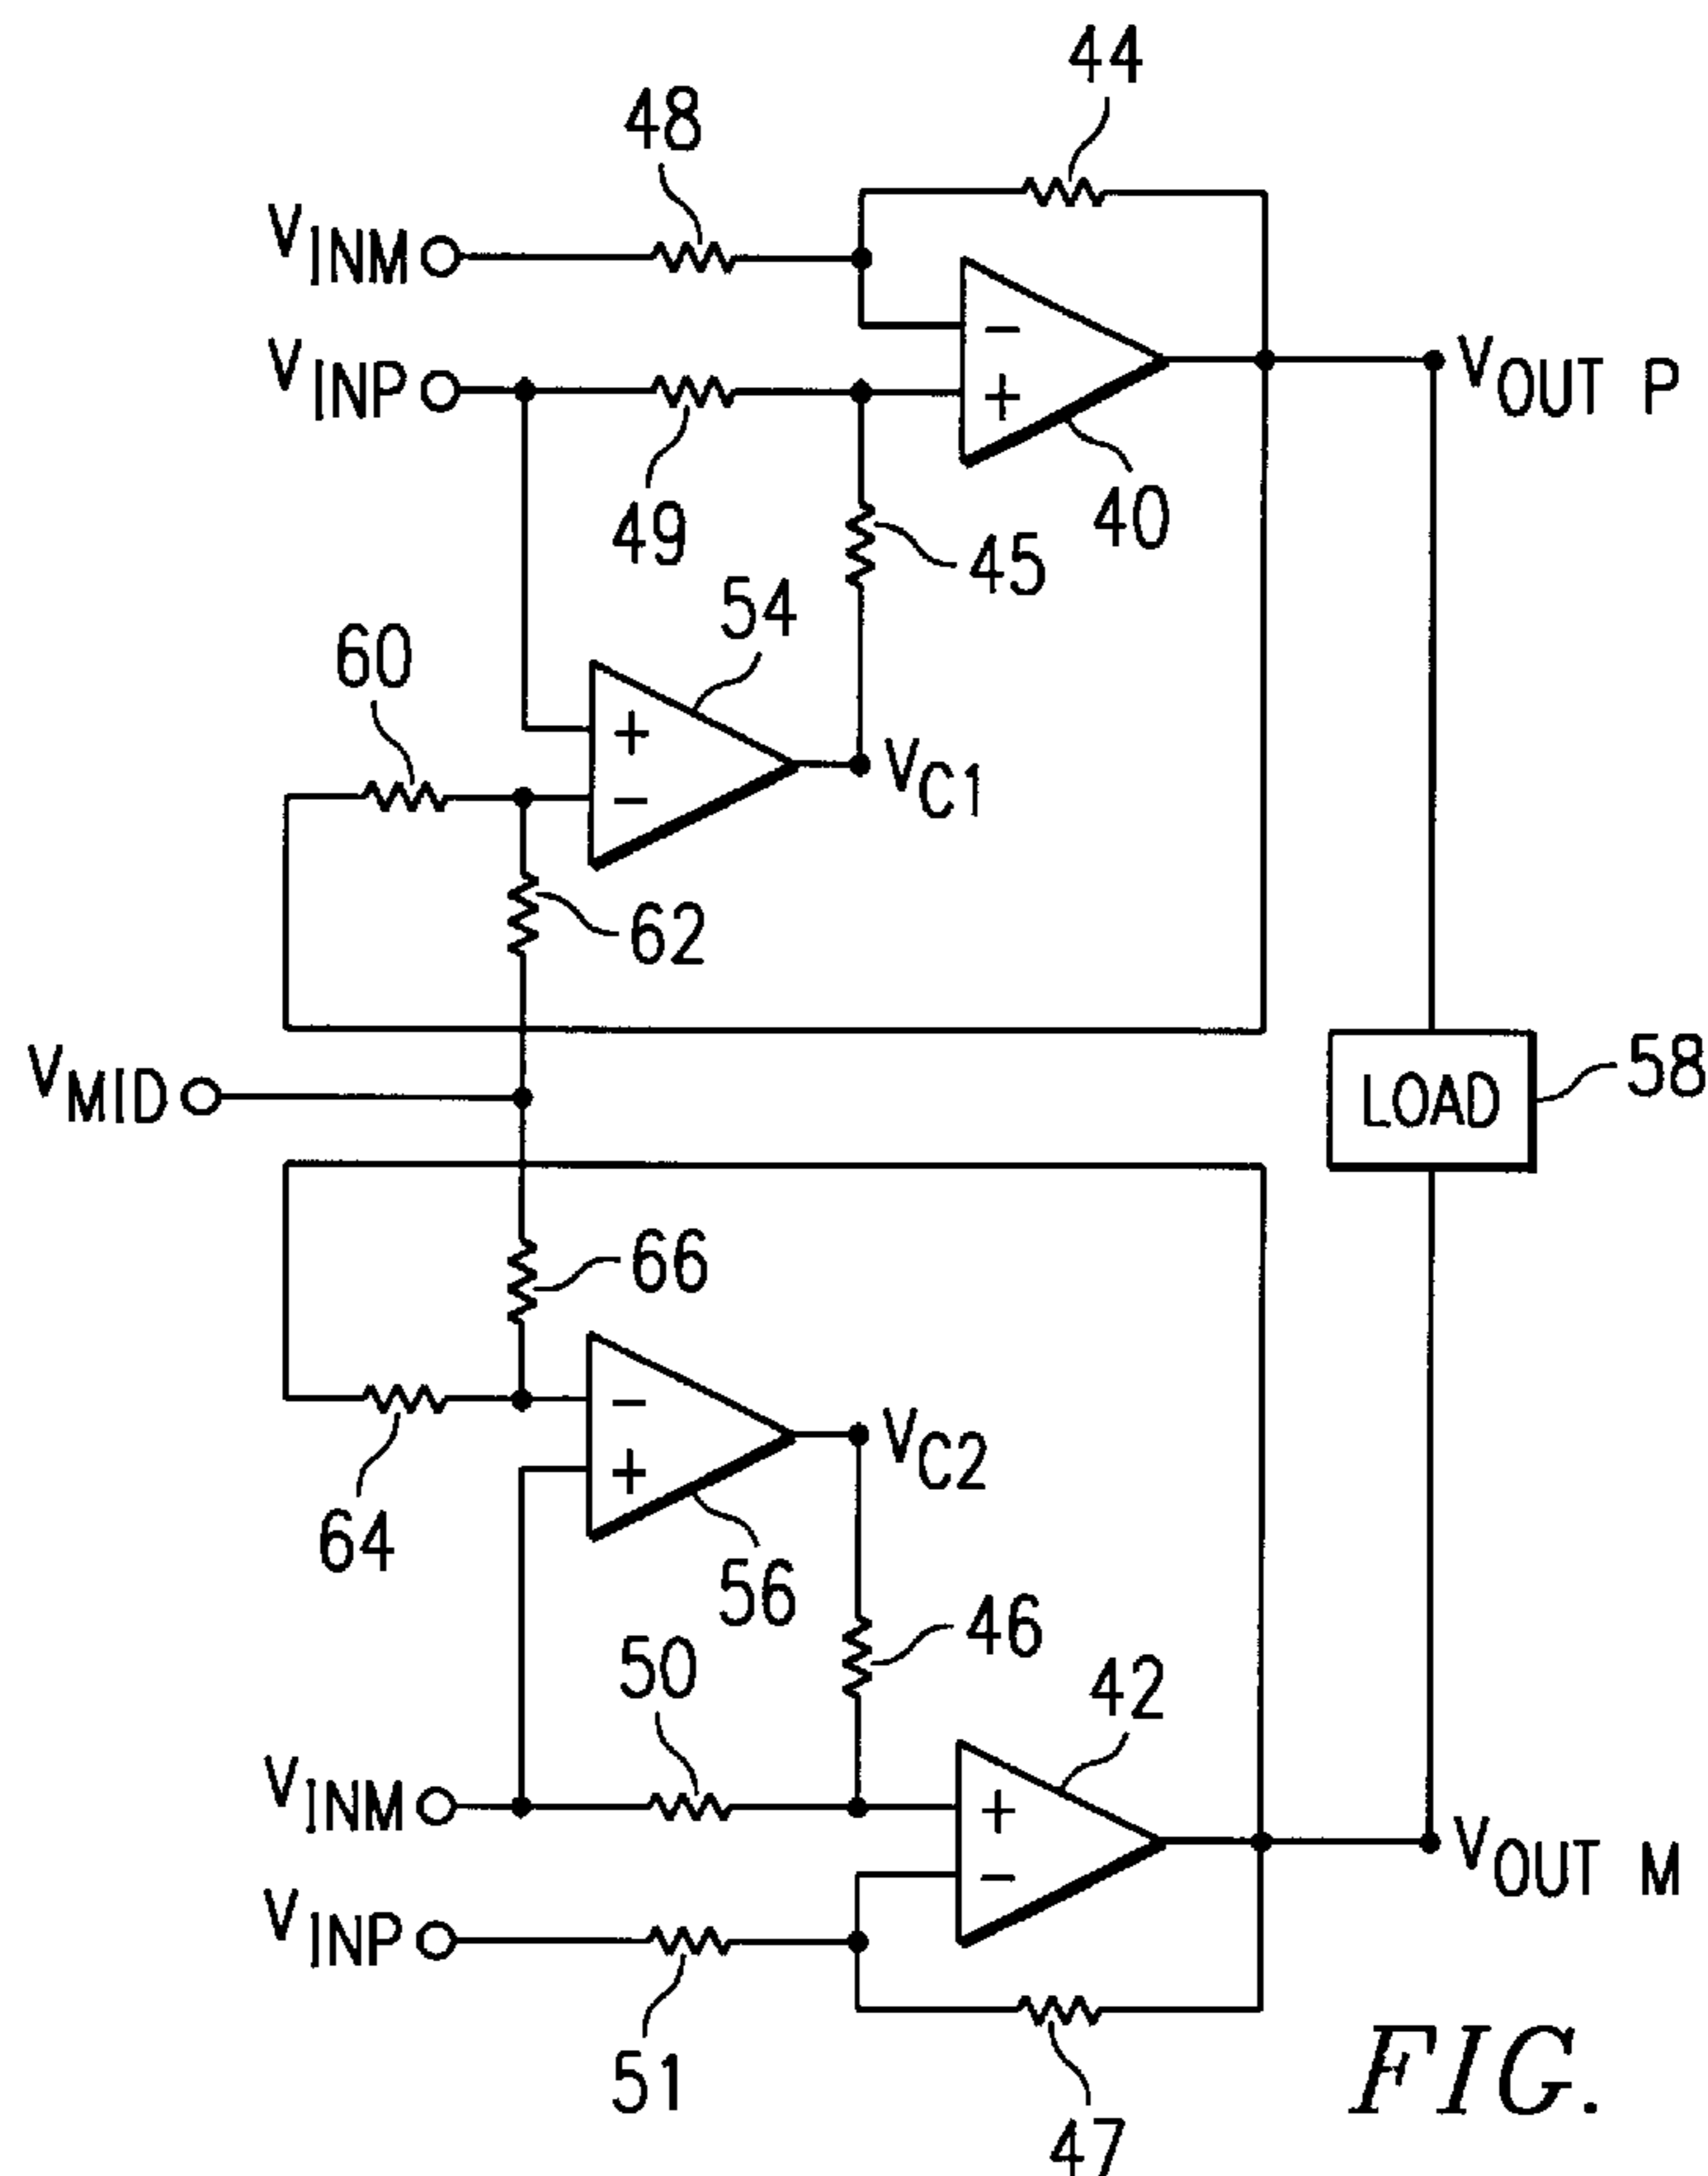 44
48
V_INM
V_INP
V_OUT P
−
+
40
49
45
54
60
+
−
V_C1
62
V_MID
LOAD
58
66
−
+
V_C2
64
56
46
50
42
V_INM
+
−
V_OUT M
V_INP
51
47
FIG.